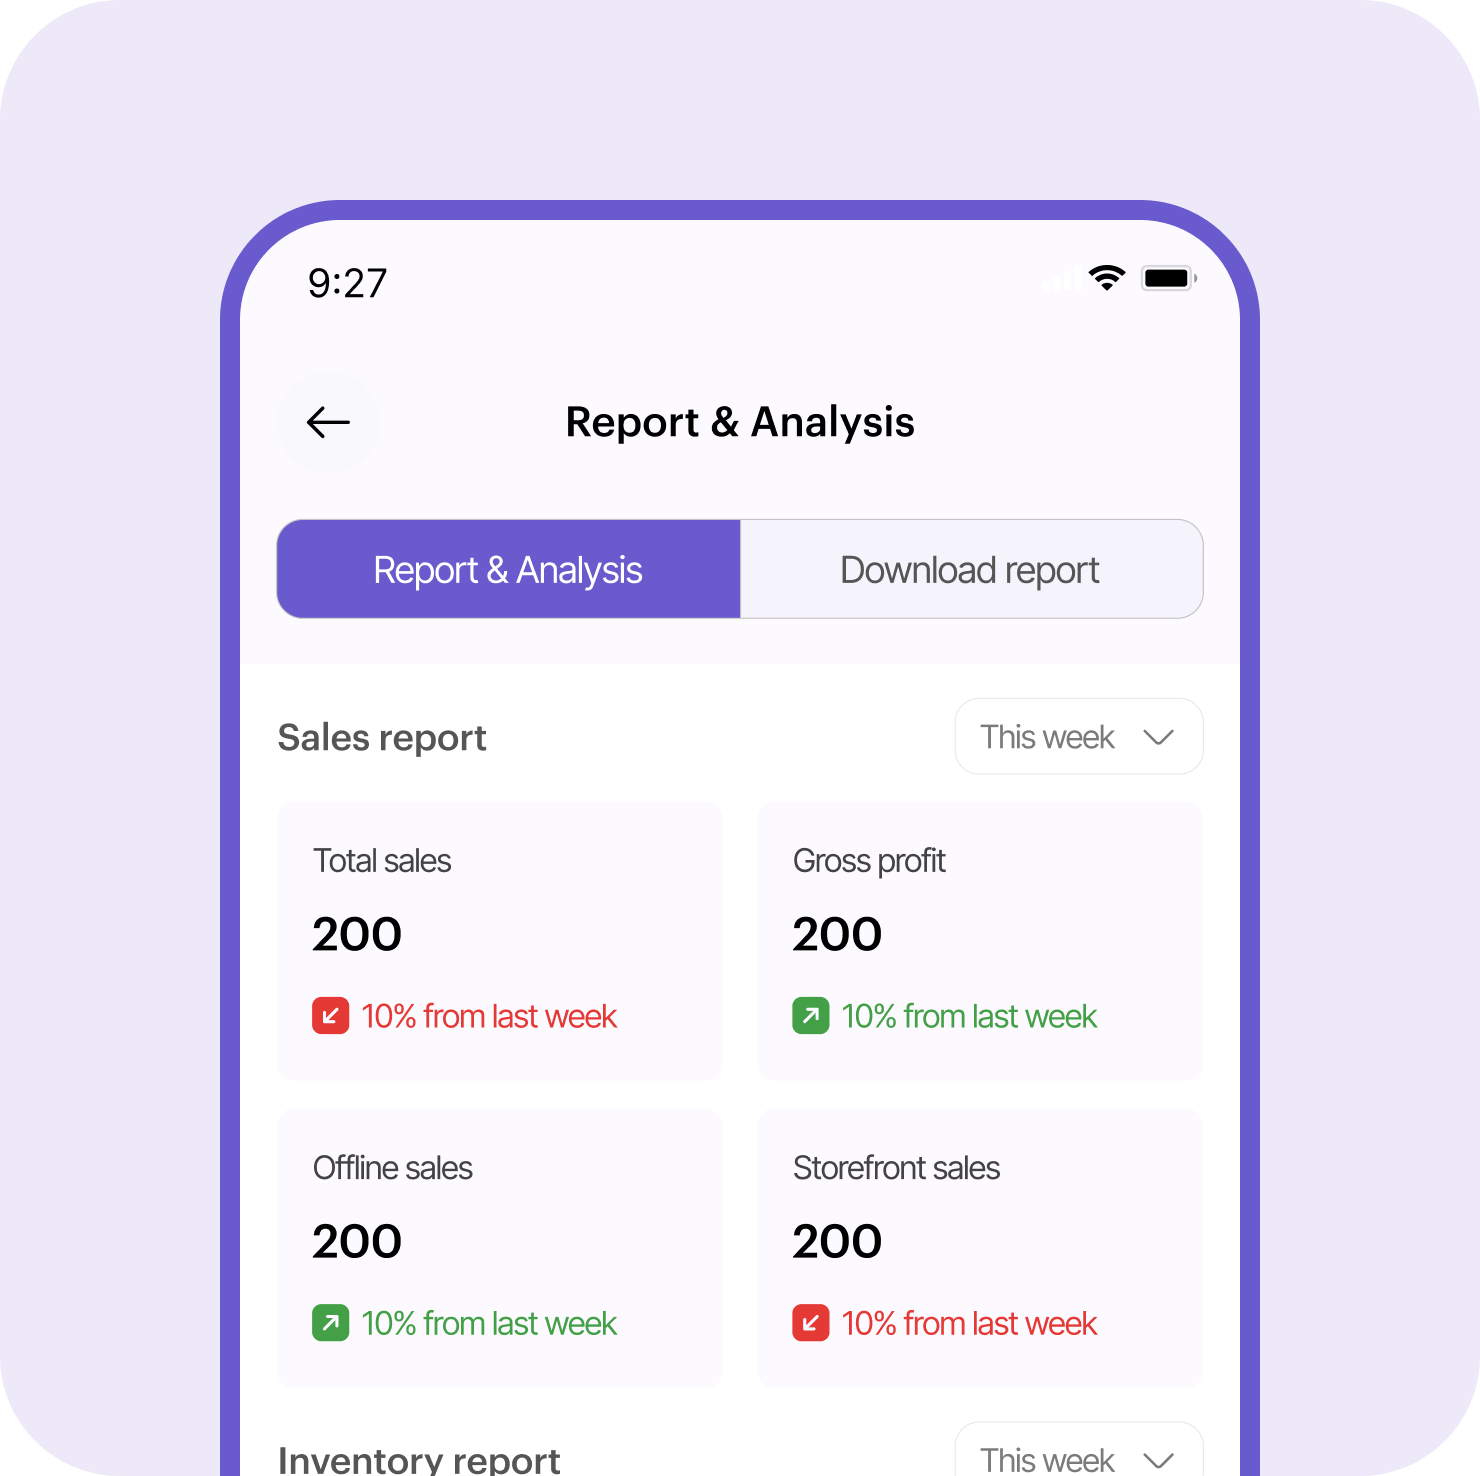 9:27
Report & Analysis
Report & Analysis
Download report
Sales report
This week
Total sales
200
10% from last week
Gross profit
200
10% from last week
Offline sales
200
10% from last week
Storefront sales
200
10% from last week
Inventory report
This week